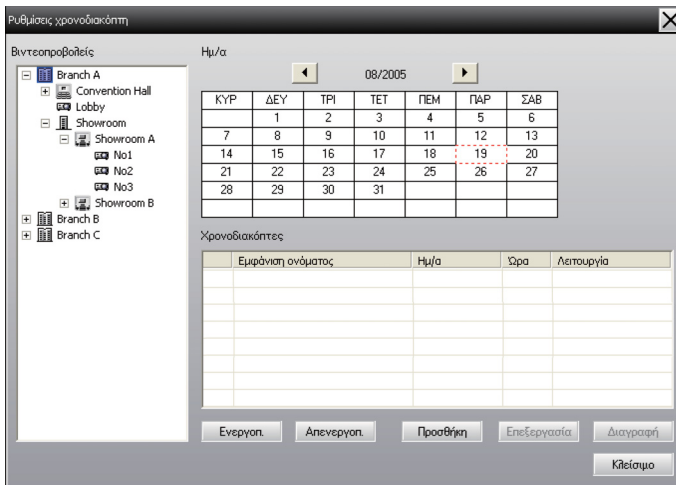 Ρυθμίσεις χρονοδιακόπτη
Βιντεοπροβολείς
Branch A
Convention Hall
Lobby
Showroom
Showroom A
No1
No2
No3
Showroom B
Branch B
Branch C
Ημ/α
08/2005
ΚΥΡ ΔΕΥ ΤΡΙ ΤΕΤ ΠΕΜ ΠΑΡ ΣΑΒ
1 2 3 4 5 6
7 8 9 10 11 12 13
14 15 16 17 18 19 20
21 22 23 24 25 26 27
28 29 30 31
Χρονοδιακόπτες
Εμφάνιση ονόματος Ημ/α Ώρα Λειτουργία
Ενεργοπ. Απενεργοπ. Προσθήκη Επεξεργασία Διαγραφή
Κλείσιμο